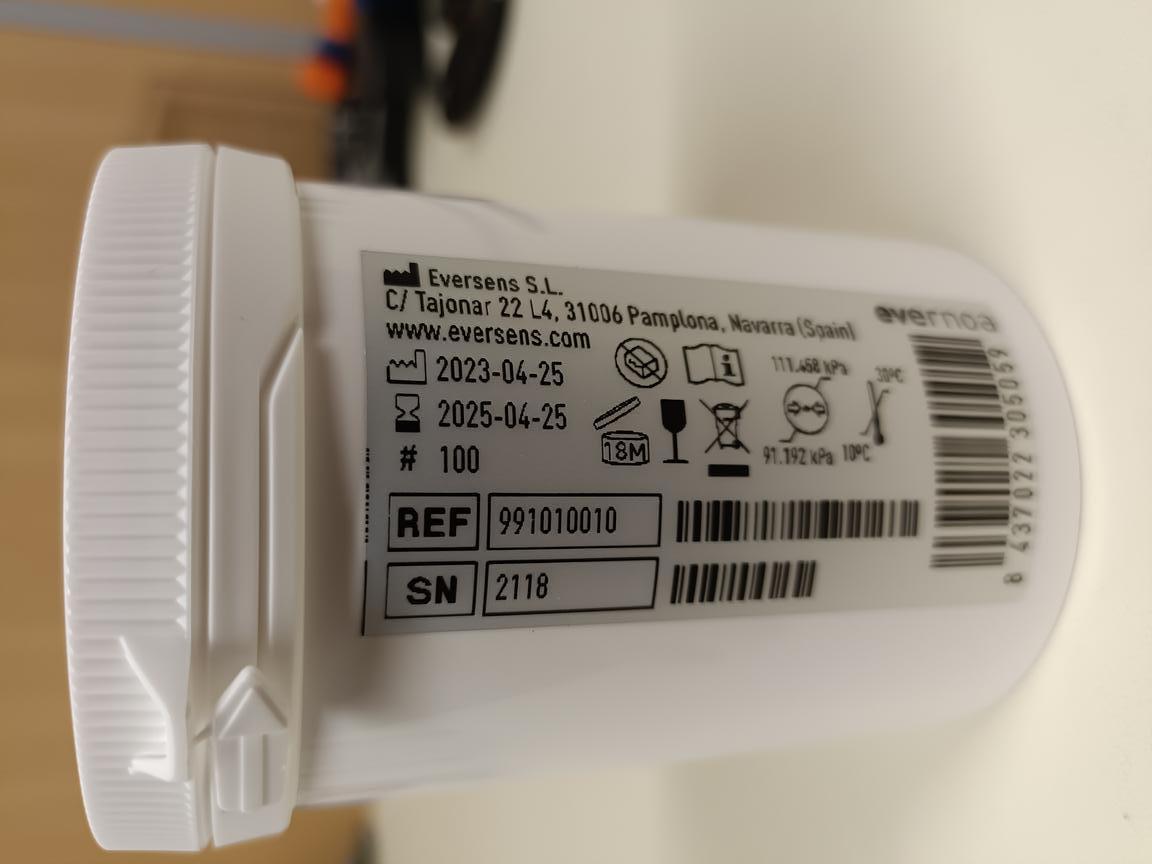 Eversens S.L.
C/ Tajonar 22 L4, 31006 Pamplona, Navarra (Spain)
www.eversens.com
2023-04-25
2025-04-25
# 100
18M
111.458 kPa
91.192 kPa
30ºC
10ºC
REF 991010010
SN 2118
evernoa
8 437022 305059